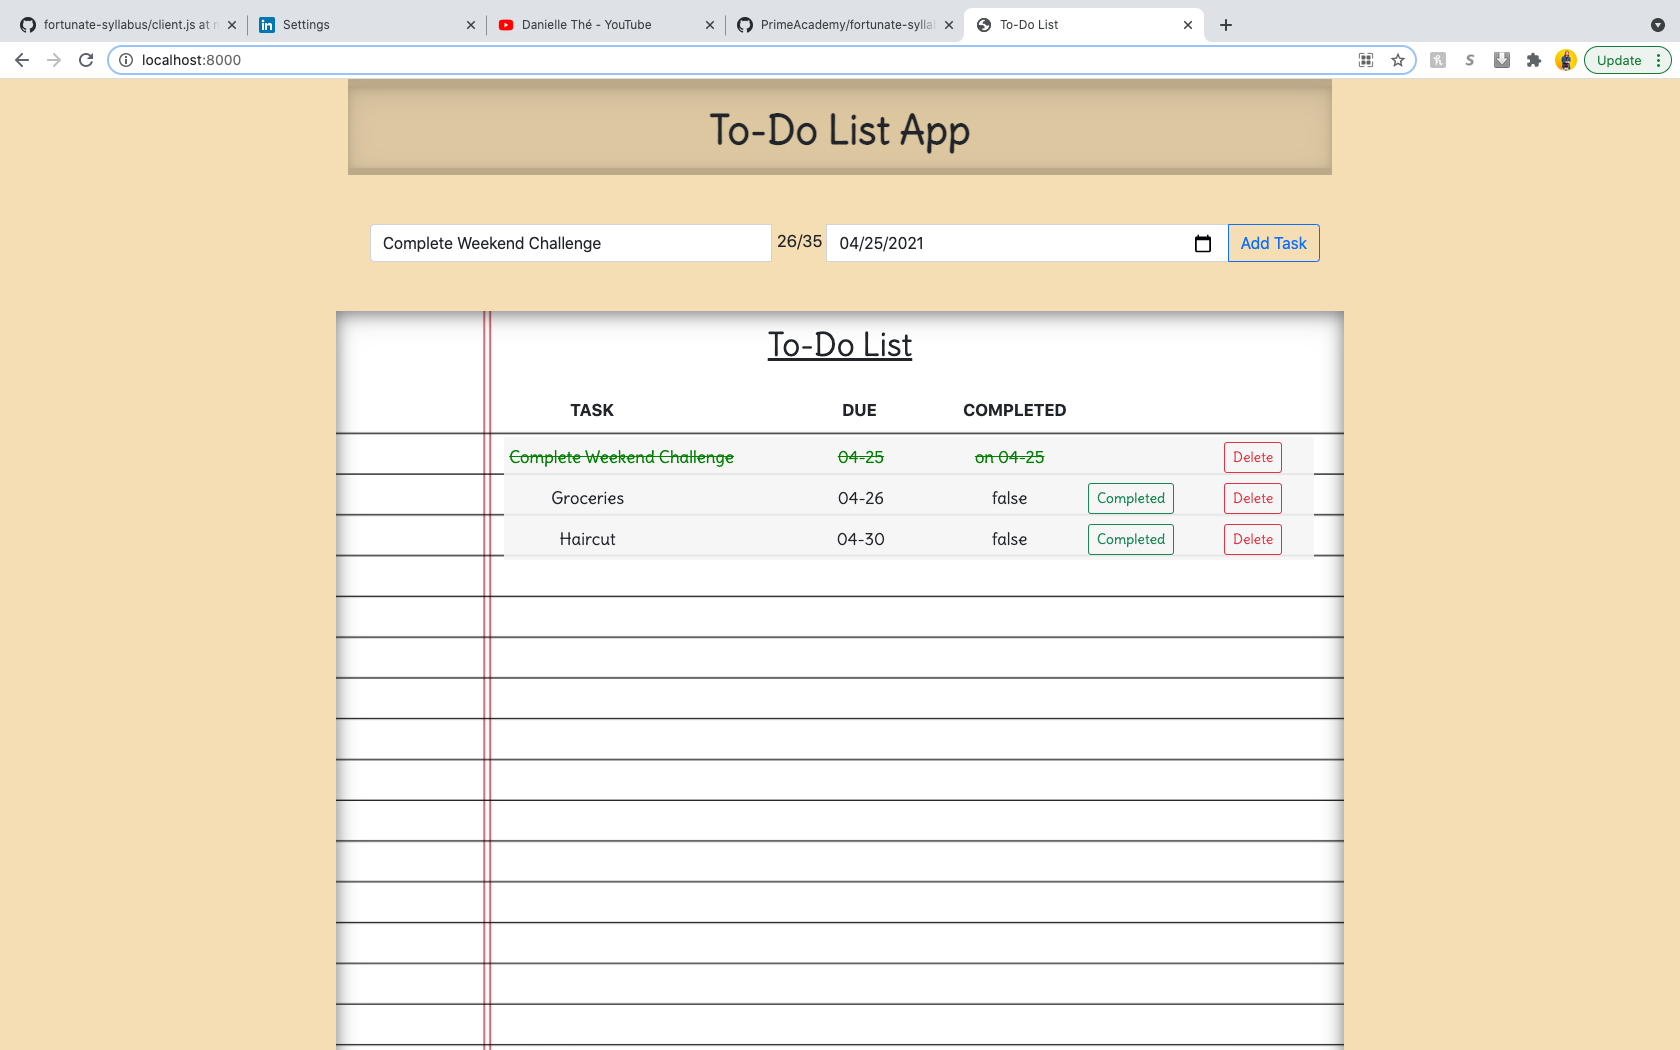 fortunate-syllabus/client.js at
Settings
Danielle Thé - YouTube
PrimeAcademy/fortunate-sylla
To-Do List
localhost:8000
Update
To-Do List App
Complete Weekend Challenge 26/35 04/25/2021 Add Task
To-Do List
TASK DUE COMPLETED
Complete Weekend Challenge 04-25 on 04-25 Delete
Groceries 04-26 false Completed Delete
Haircut 04-30 false Completed Delete